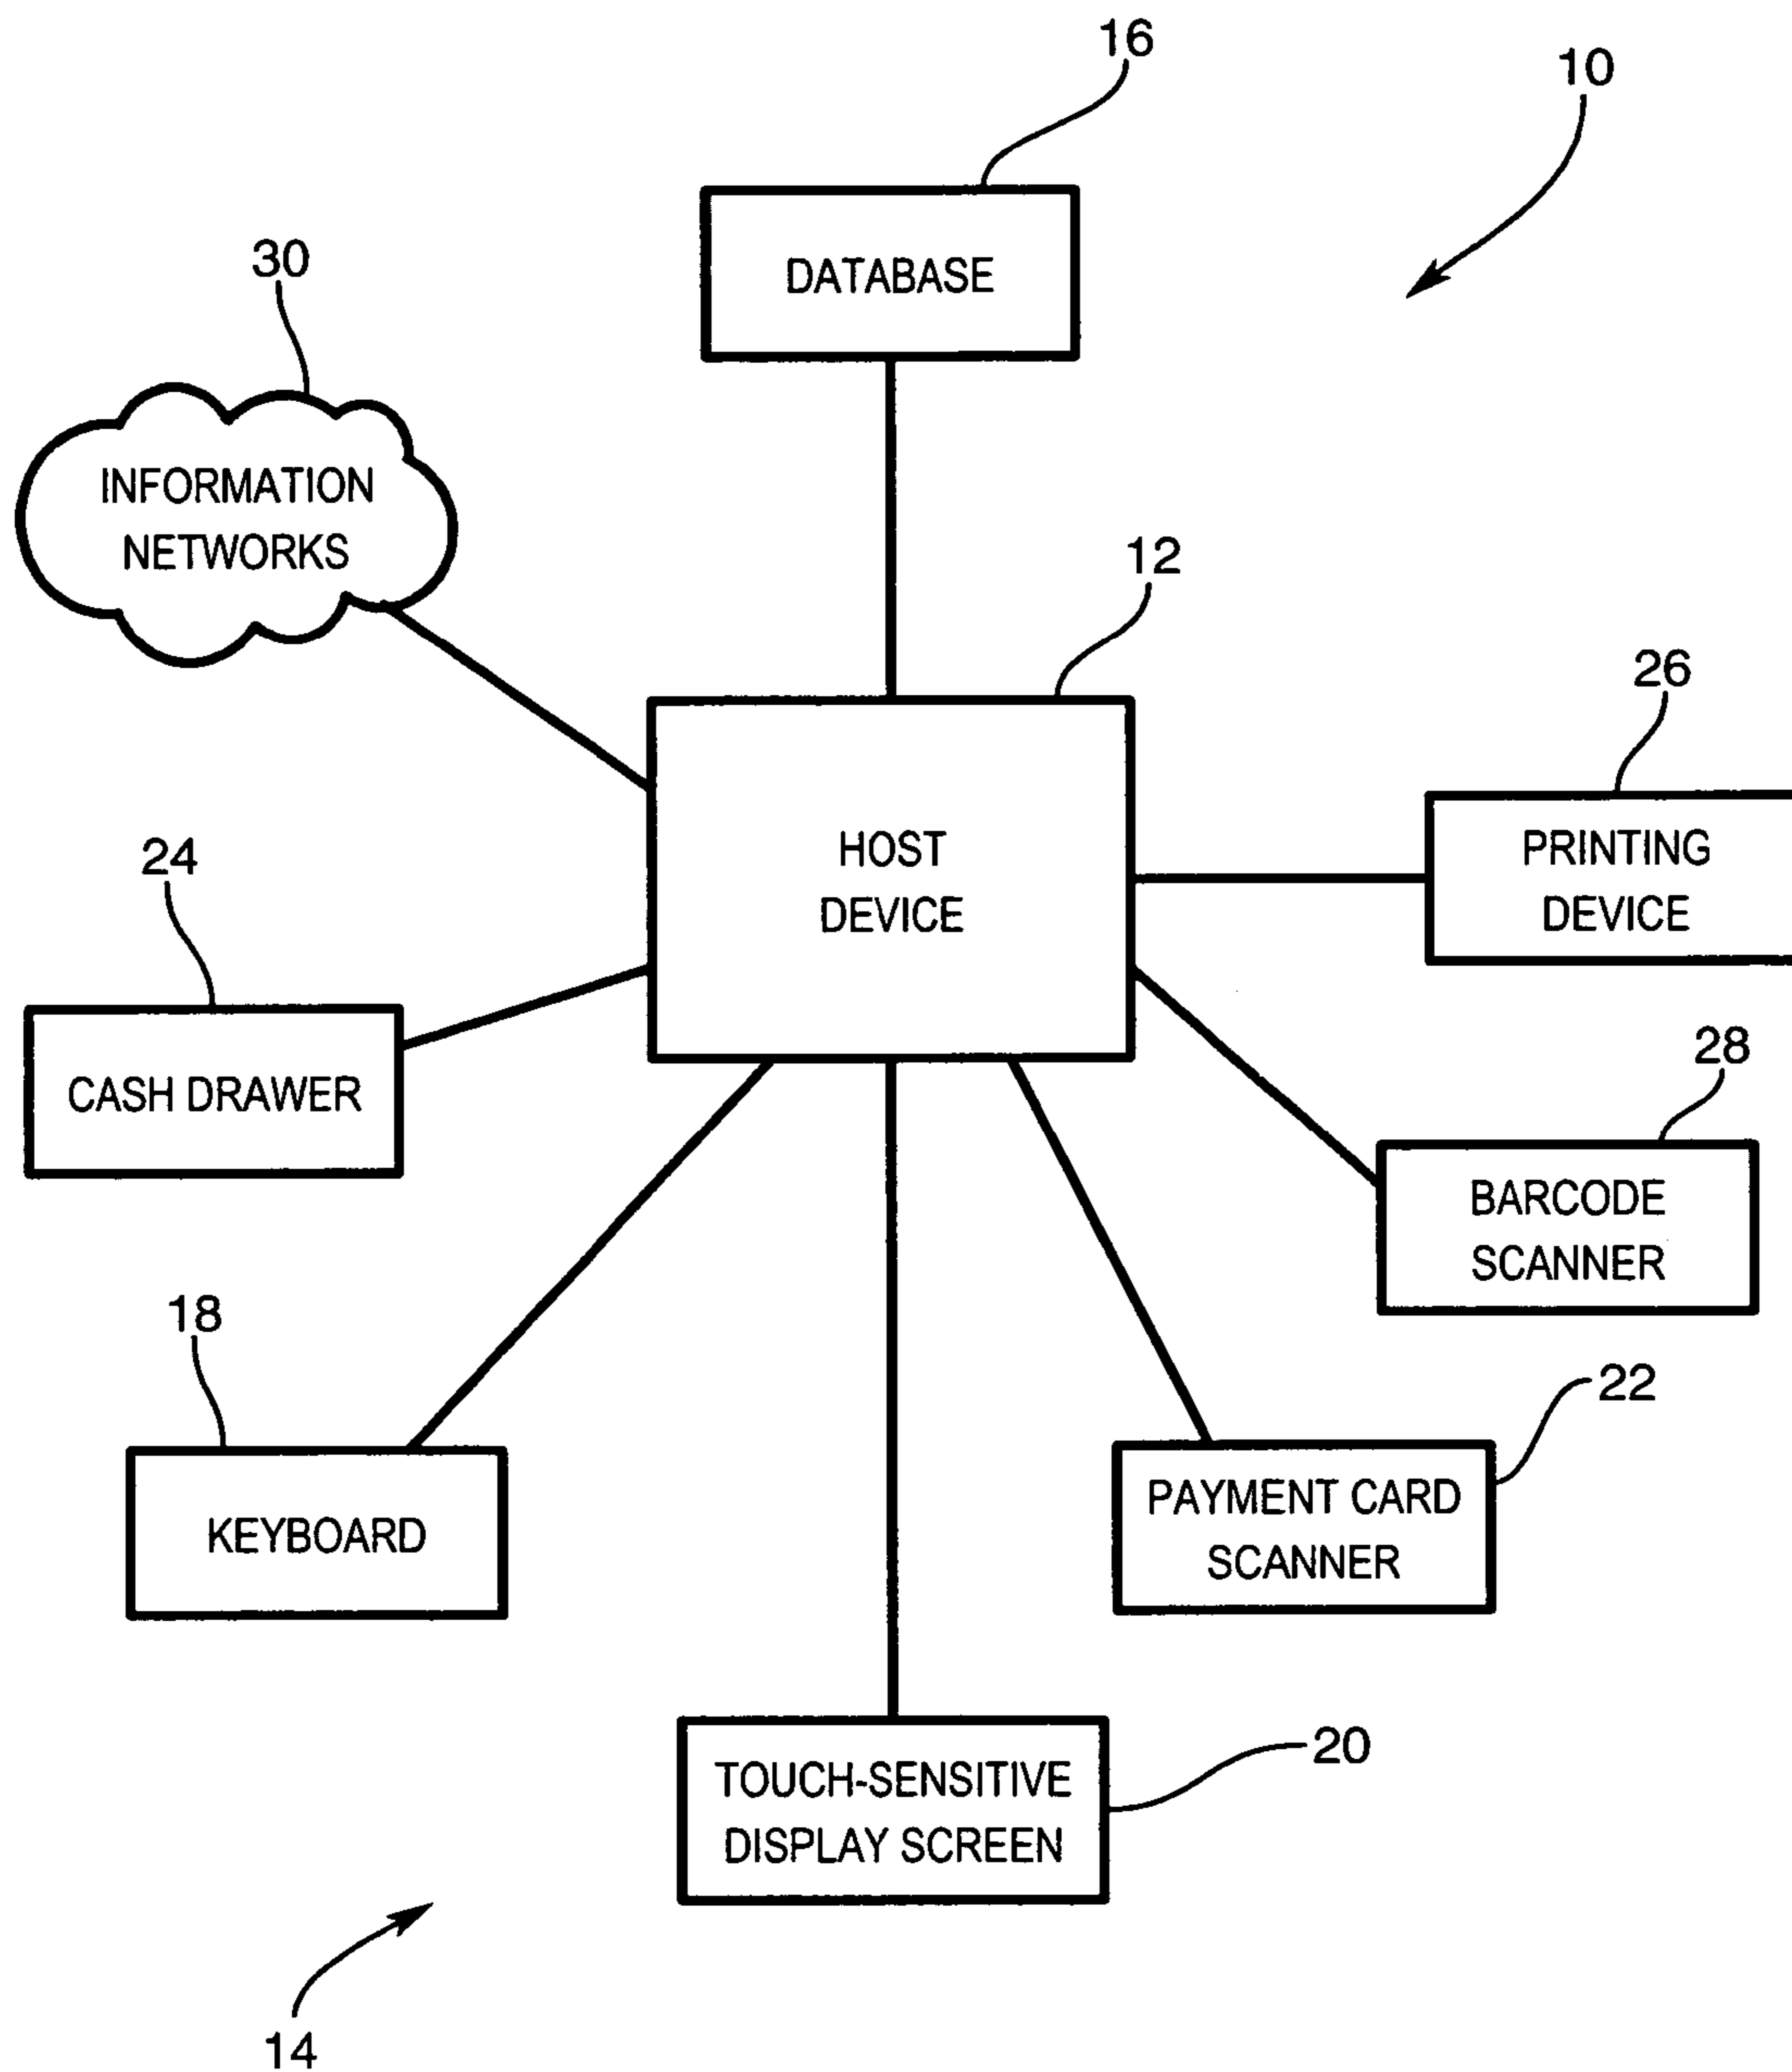 16
10
DATABASE
30
INFORMATION
NETWORKS
12
HOST
DEVICE
26
PRINTING
DEVICE
24
CASH DRAWER
28
BARCODE
SCANNER
18
KEYBOARD
22
PAYMENT CARD
SCANNER
20
TOUCH-SENSITIVE
DISPLAY SCREEN
14